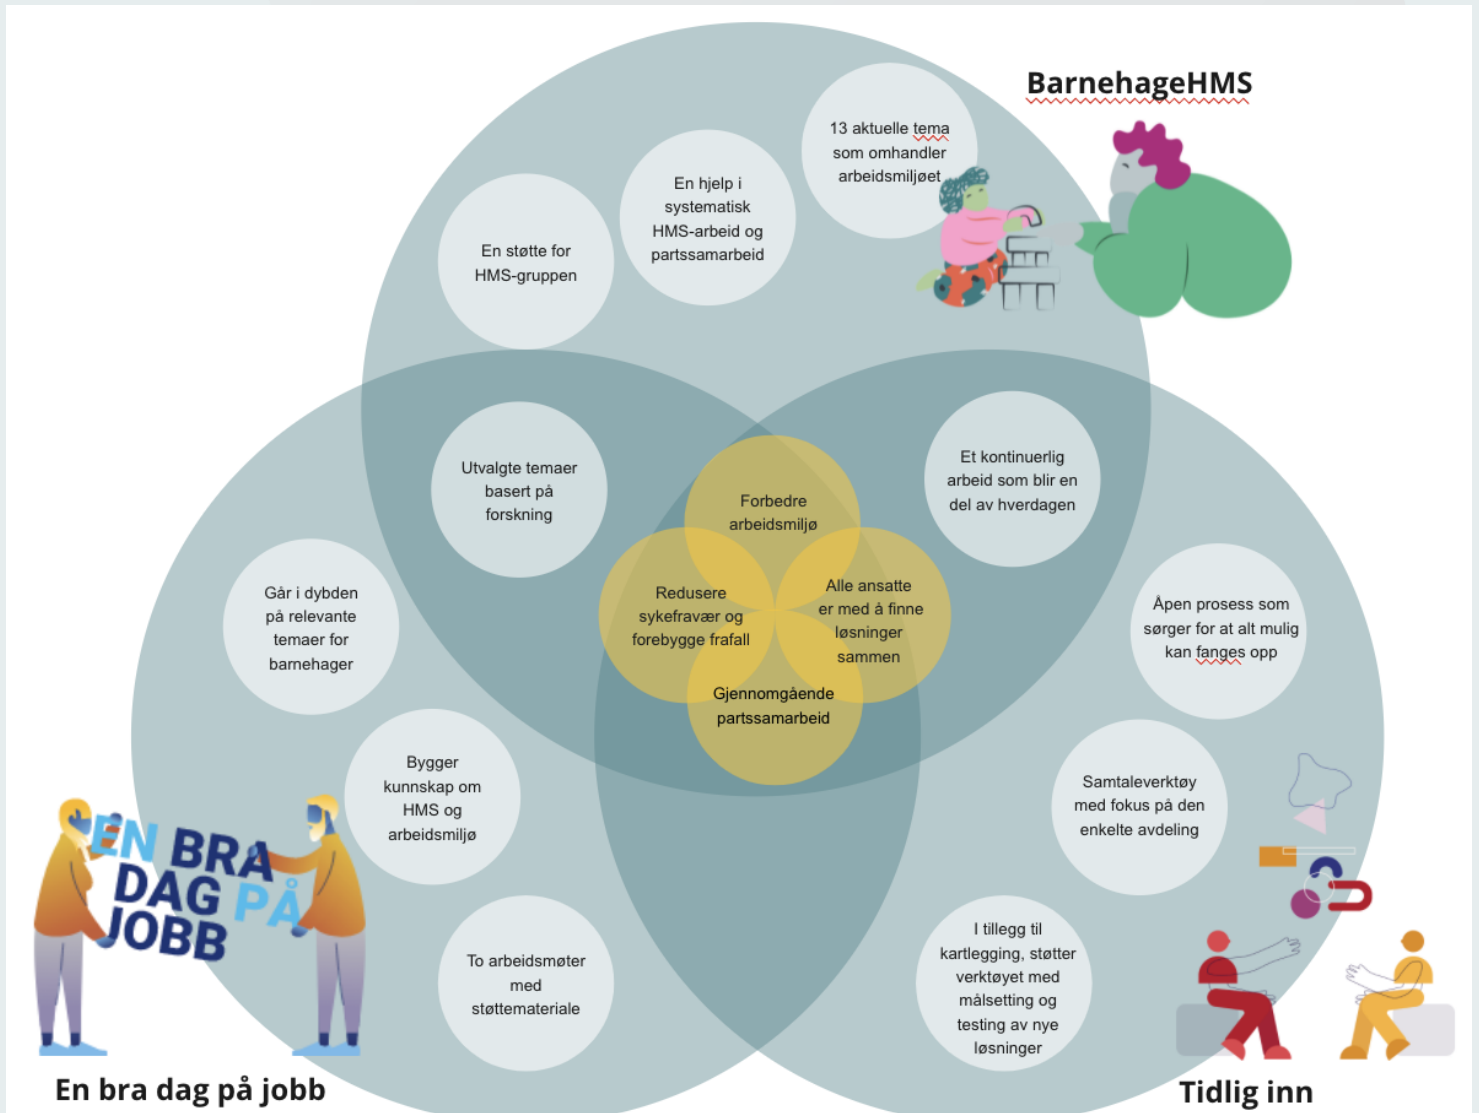 BarnehageHMS
13 aktuelle tema
som omhandler
arbeidsmiljøet
En hjelp i
systematisk
HMS-arbeid og
partssamarbeid
En støtte for
HMS-gruppen
Utvalgte temaer
basert på
forskning
Et kontinuerlig
arbeid som blir en
del av hverdagen
Forbedre
arbeidsmiljø
Redusere
sykefravær og
forebygge frafall
Alle ansatte
er med å finne
løsninger
sammen
Gjennomgående
partssamarbeid
Går i dybden
på relevante
temaer for
barnehager
Åpen prosess som
sørger for at alt mulig
kan fanges opp
Bygger
kunnskap om
HMS og
arbeidsmiljø
Samtaleverktøy
med fokus på den
enkelte avdeling
EN BRA
DAG PÅ
JOBB
To arbeidsmøter
med
støttemateriale
I tillegg til
kartlegging, støtter
verktøyet med
målsetting og
testing av nye
løsninger
En bra dag på jobb
Tidlig inn